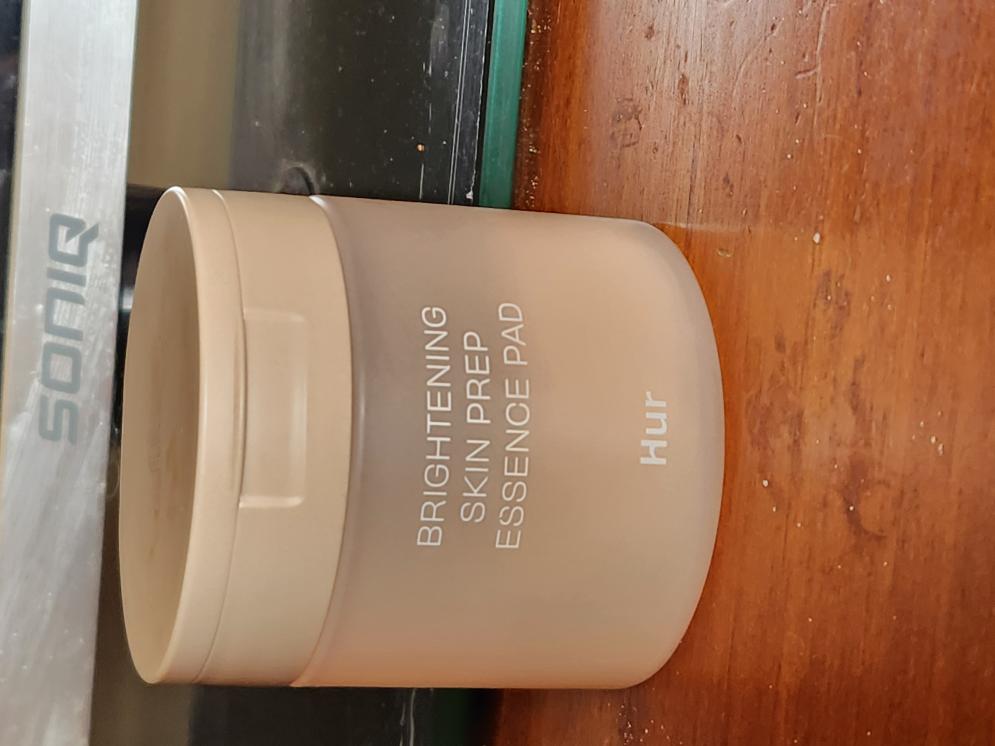 SONIQ
BRIGHTENING
SKIN PREP
ESSENCE PAD
Hur